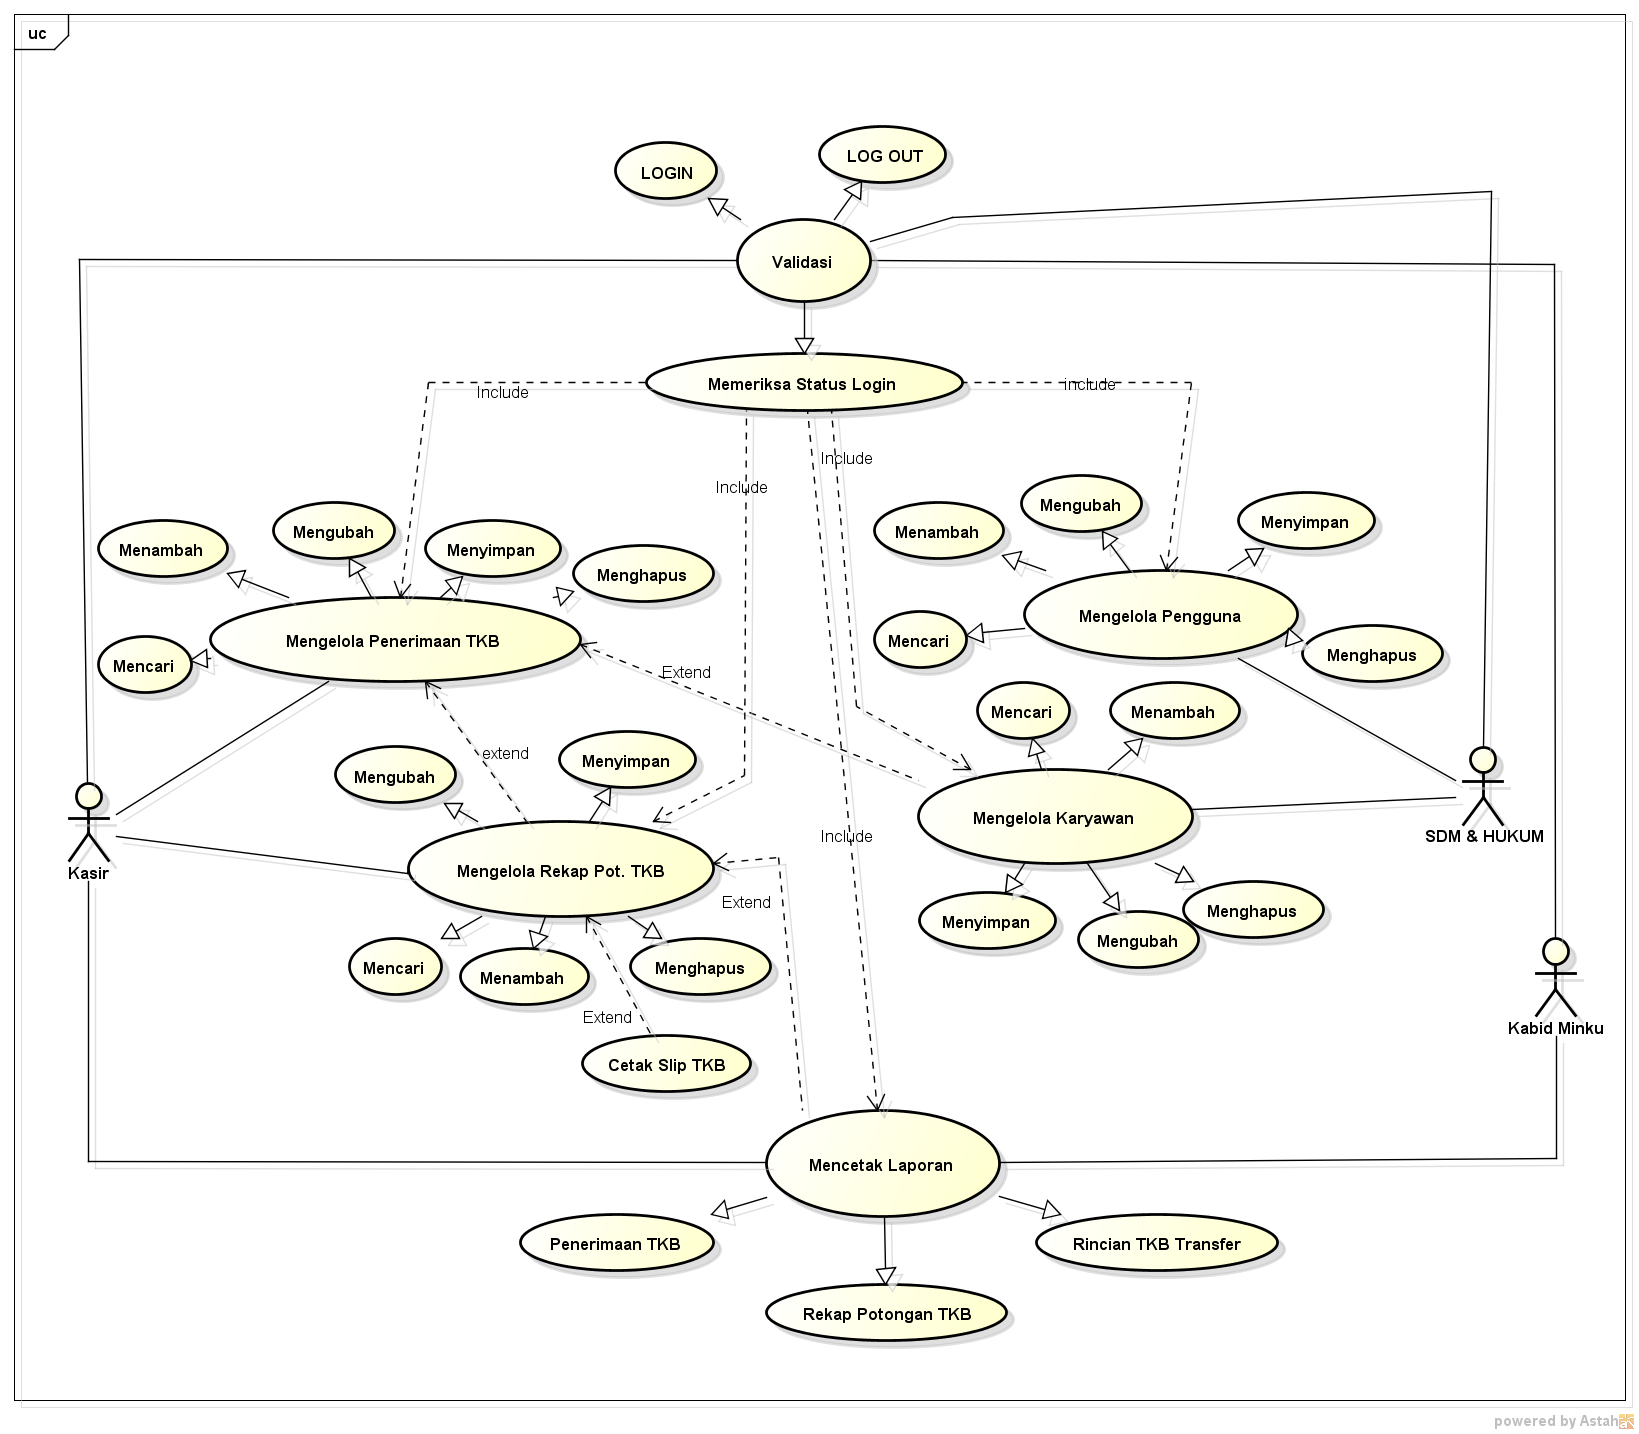 uc
LOG OUT
LOGIN
Validasi
Memeriksa Status Login
Include
include
Include
Include
Menambah
Mengubah
Menyimpan
Menghapus
Mengelola Penerimaan TKB
Mencari
Menambah
Mengubah
Menyimpan
Mengelola Pengguna
Mencari
Menghapus
Extend
Mencari
Menambah
extend
Mengubah
Menyimpan
Mengelola Karyawan
SDM & HUKUM
Include
Kasir
Mengelola Rekap Pot. TKB
Extend
Menyimpan
Mengubah
Menghapus
Mencari
Menambah
Menghapus
Extend
Kabid Minku
Cetak Slip TKB
Mencetak Laporan
Penerimaan TKB
Rincian TKB Transfer
Rekap Potongan TKB
powered by Astah